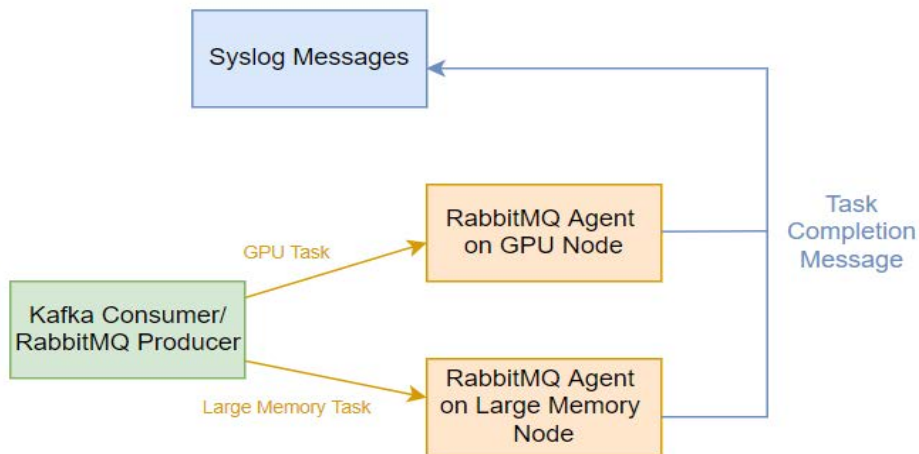 Syslog Messages
RabbitMQ Agent
on GPU Node
Task
Completion
Message
GPU Task
Kafka Consumer/
RabbitMQ Producer
Large Memory Task
RabbitMQ Agent
on Large Memory
Node